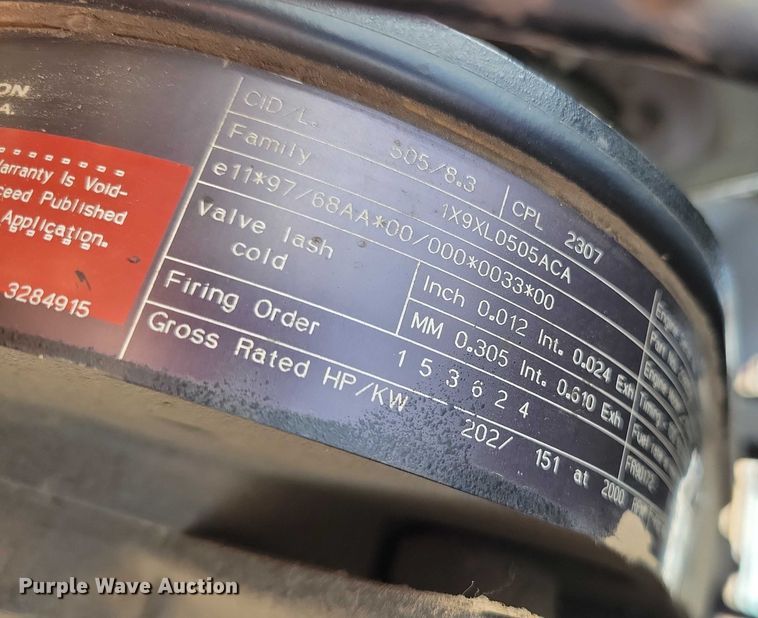 ON
A.
Warranty Is Void-
ceed Published
Application.
3284915
CID/L. 505/8.3 CPL 2307
Family 1X9XL0505ACA
e11*97/68AA*00/000*0033*00
Valve lash cold
Inch 0.012 Int. 0.024 Exh
MM 0.305 Int. 0.610 Exh
Firing Order 1 5 3 6 2 4
Gross Rated HP/KW 202/ 151 at 2000
Timing
Fuel
Purple Wave Auction